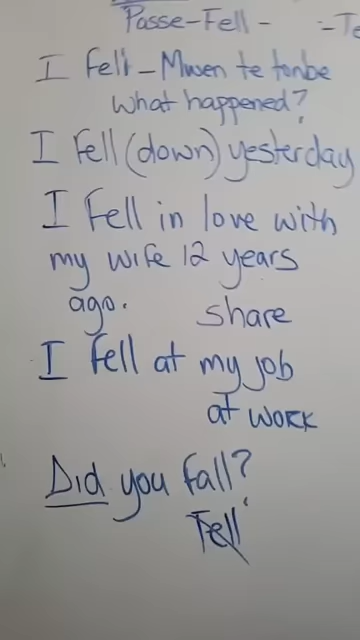 Passe-Fell - - Te
I fell - Mwen te tonbe
what happened?
I fell (down) yesterday
I fell in love with
my wife 12 years
ago. share
I fell at my job
at work
Did you fall?
Fell